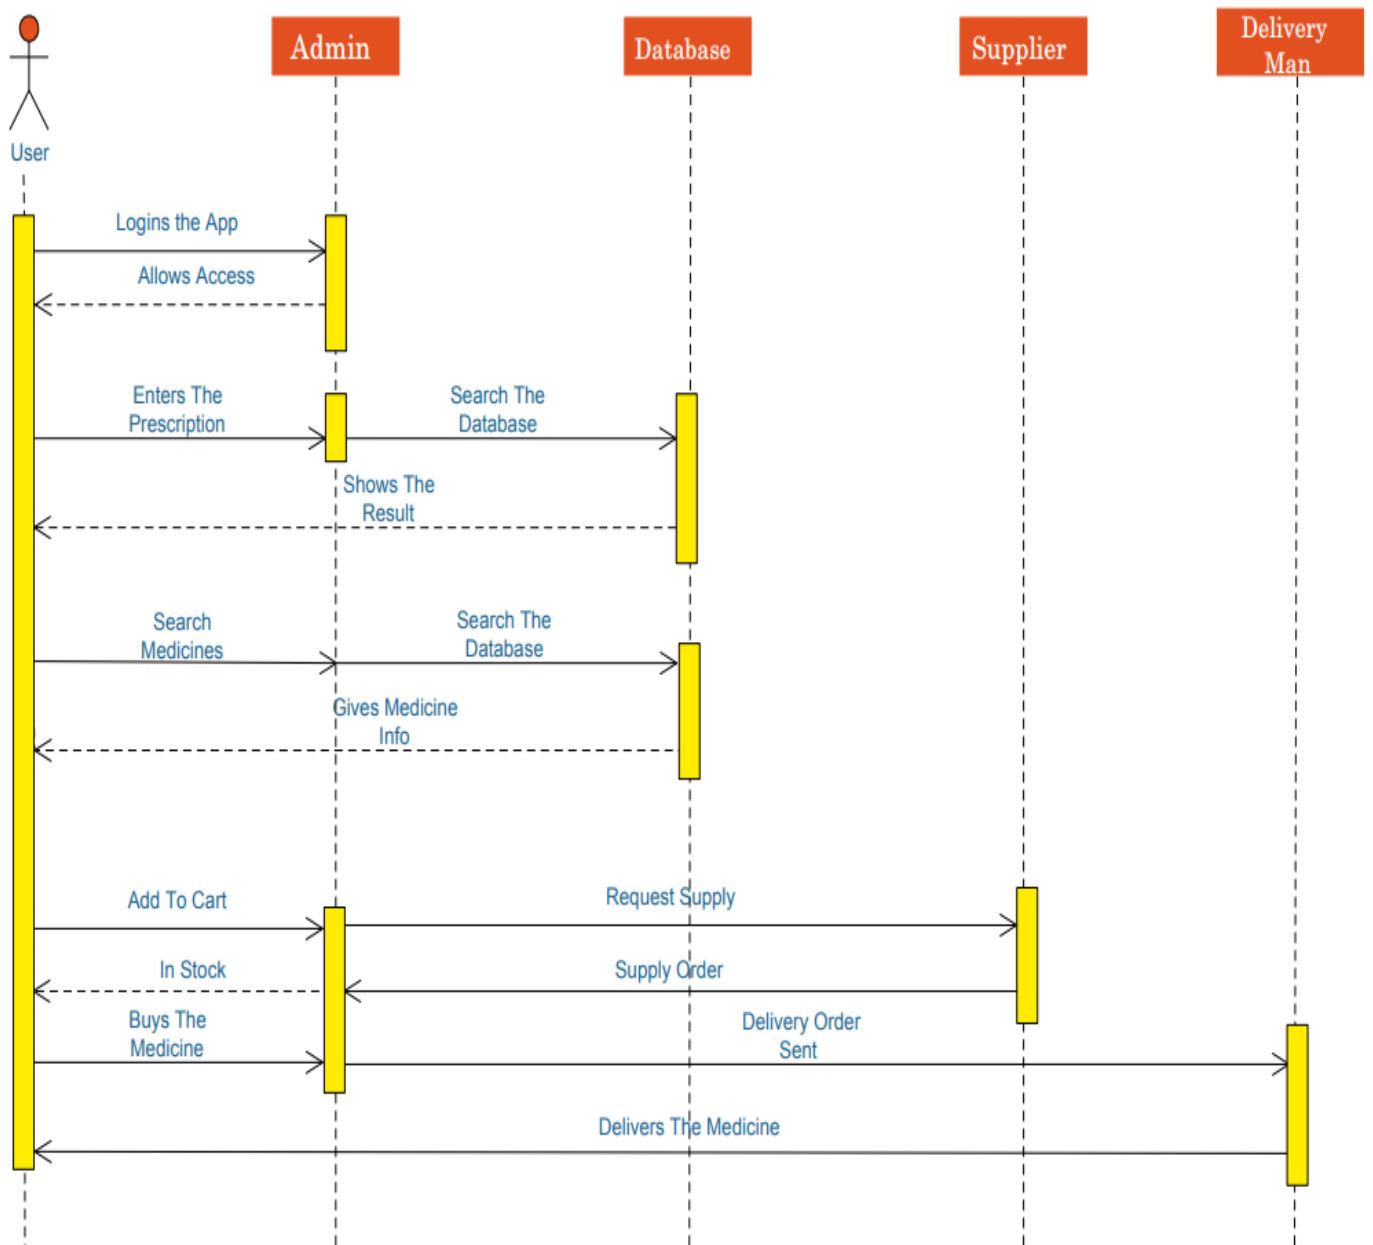 Admin
Database
Supplier
Delivery
Man
User
Logins the App
Allows Access
Enters The
Prescription
Search The
Database
Shows The
Result
Search
Medicines
Search The
Database
Gives Medicine
Info
Add To Cart
Request Supply
In Stock
Supply Order
Buys The
Medicine
Delivery Order
Sent
Delivers The Medicine